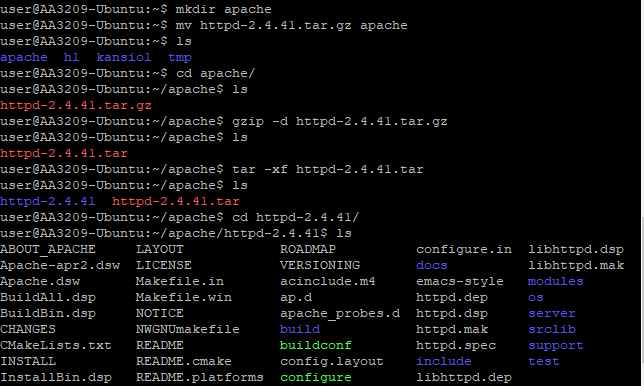 user@AA3209-Ubuntu:~$ mkdir apache
user@AA3209-Ubuntu:~$ mv httpd-2.4.41.tar.gz apache
user@AA3209-Ubuntu:~$ ls
apache  h1  kansiol  tmp
user@AA3209-Ubuntu:~$ cd apache/
user@AA3209-Ubuntu:~/apache$ ls
httpd-2.4.41.tar.gz
user@AA3209-Ubuntu:~/apache$ gzip -d httpd-2.4.41.tar.gz
user@AA3209-Ubuntu:~/apache$ ls
httpd-2.4.41.tar
user@AA3209-Ubuntu:~/apache$ tar -xf httpd-2.4.41.tar
user@AA3209-Ubuntu:~/apache$ ls
httpd-2.4.41  httpd-2.4.41.tar
user@AA3209-Ubuntu:~/apache$ cd httpd-2.4.41/
user@AA3209-Ubuntu:~/apache/httpd-2.4.41$ ls
ABOUT_APACHE     LAYOUT            ROADMAP          configure.in  libhttpd.dsp
Apache-apr2.dsw  LICENSE           VERSIONING       docs          libhttpd.mak
Apache.dsw       Makefile.in       acinclude.m4     emacs-style   modules
BuildAll.dsp     Makefile.win      ap.d             httpd.dep     os
BuildBin.dsp     NOTICE            apache_probes.d  httpd.dsp     server
CHANGES          NWGNUmakefile     build            httpd.mak     srclib
CMakeLists.txt   README            buildconf        httpd.spec    support
INSTALL          README.cmake      config.layout    include       test
InstallBin.dsp   README.platforms  configure        libhttpd.dep